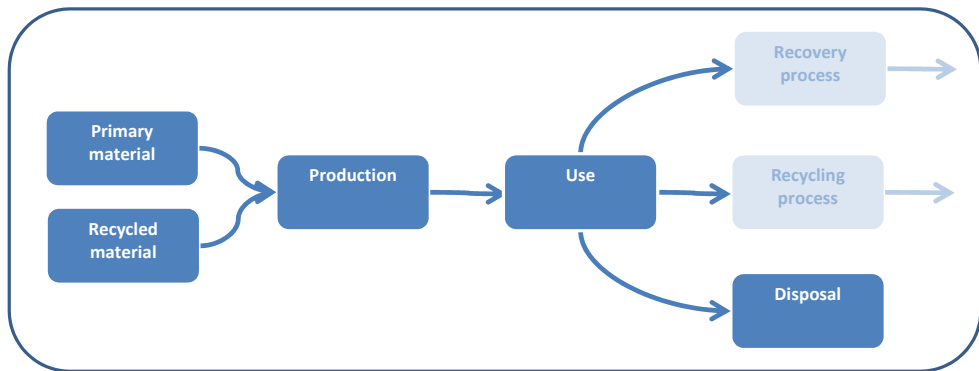 Primary
material
Recycled
material
Production
Use
Recovery
process
Recycling
process
Disposal